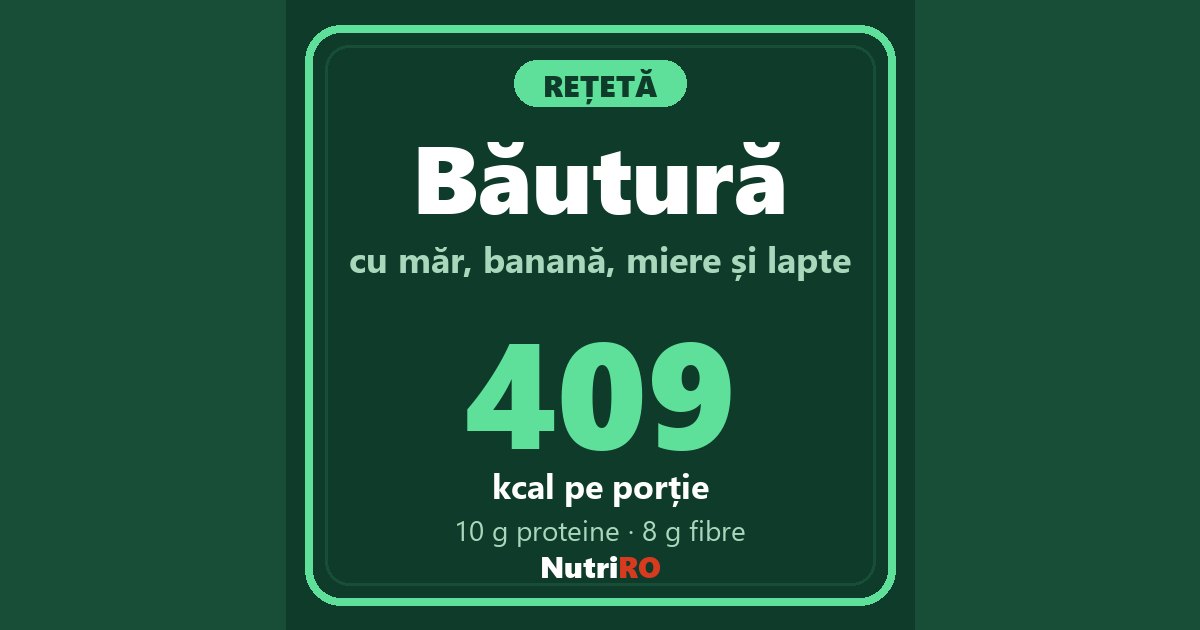 REȚETĂ
Băutură
cu măr, banană, miere și lapte
409
kcal pe porție
10 g proteine · 8 g fibre
NutriRO